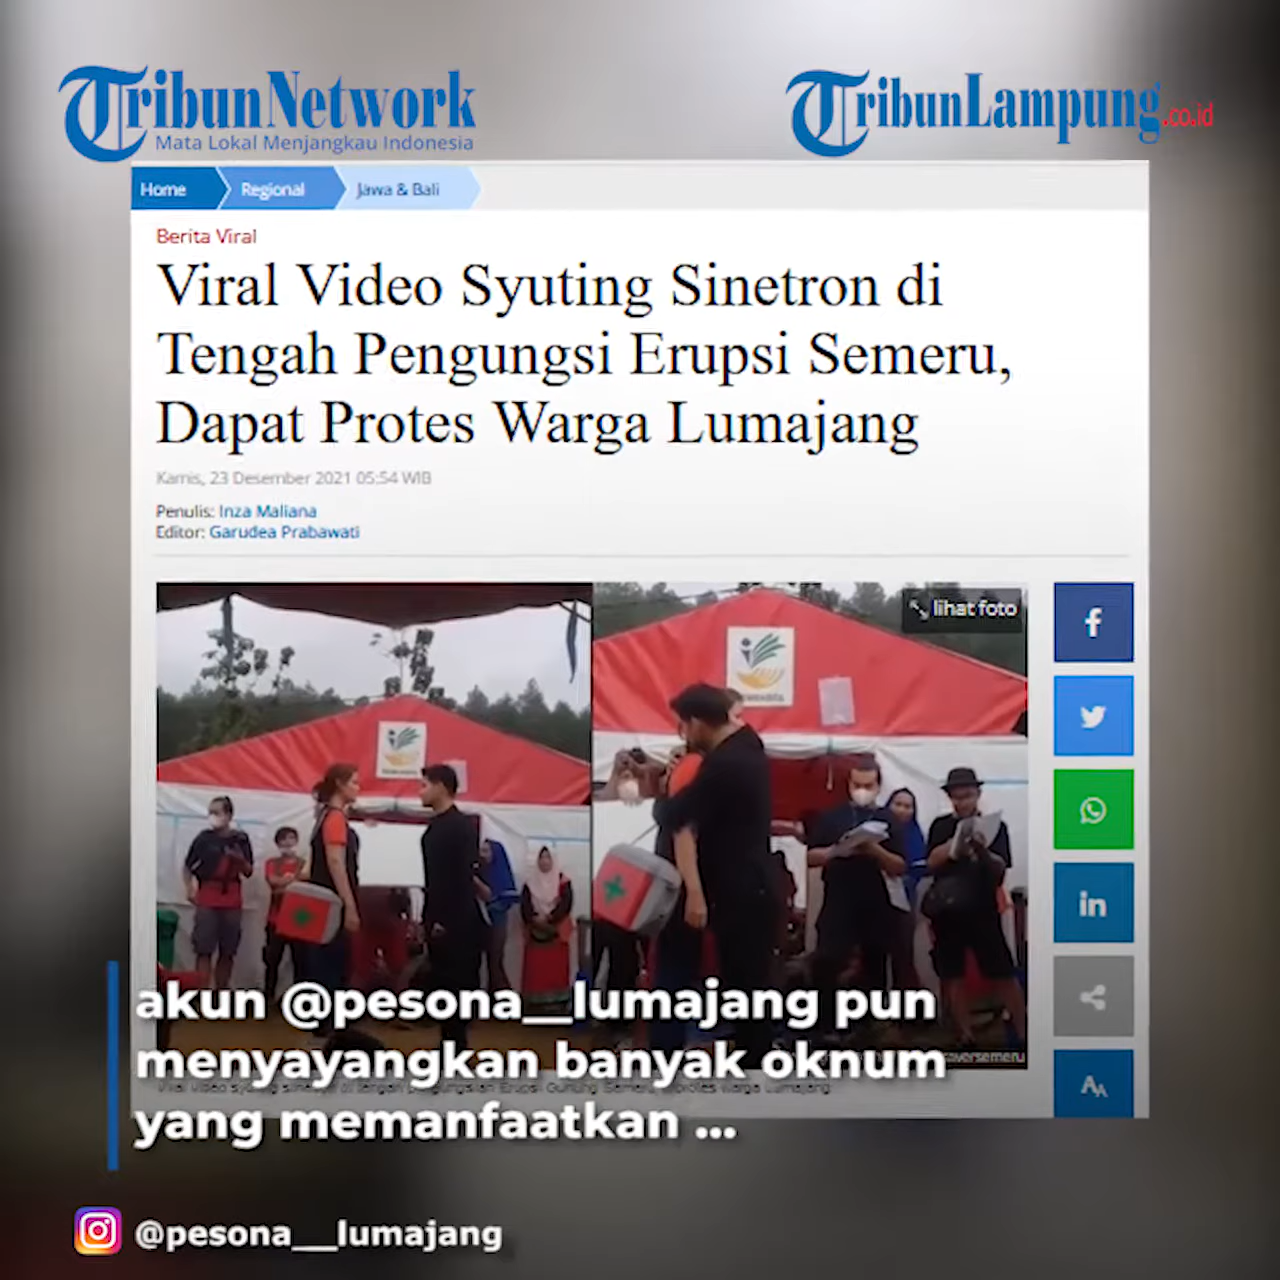 TribunNetwork
Mata Lokal Menjangkau Indonesia
TribunLampung.co.id
Home
Regional
Jawa & Bali
Berita Viral
Viral Video Syuting Sinetron di
Tengah Pengungsi Erupsi Semeru,
Dapat Protes Warga Lumajang
Kamis, 23 Desember 2021 05:54 WIB
Penulis: Inza Maliana
Editor: Garudea Prabawati
lihat foto
akun @pesona__lumajang pun
menyayangkan banyak oknum
yang memanfaatkan ...
@pesona__lumajang